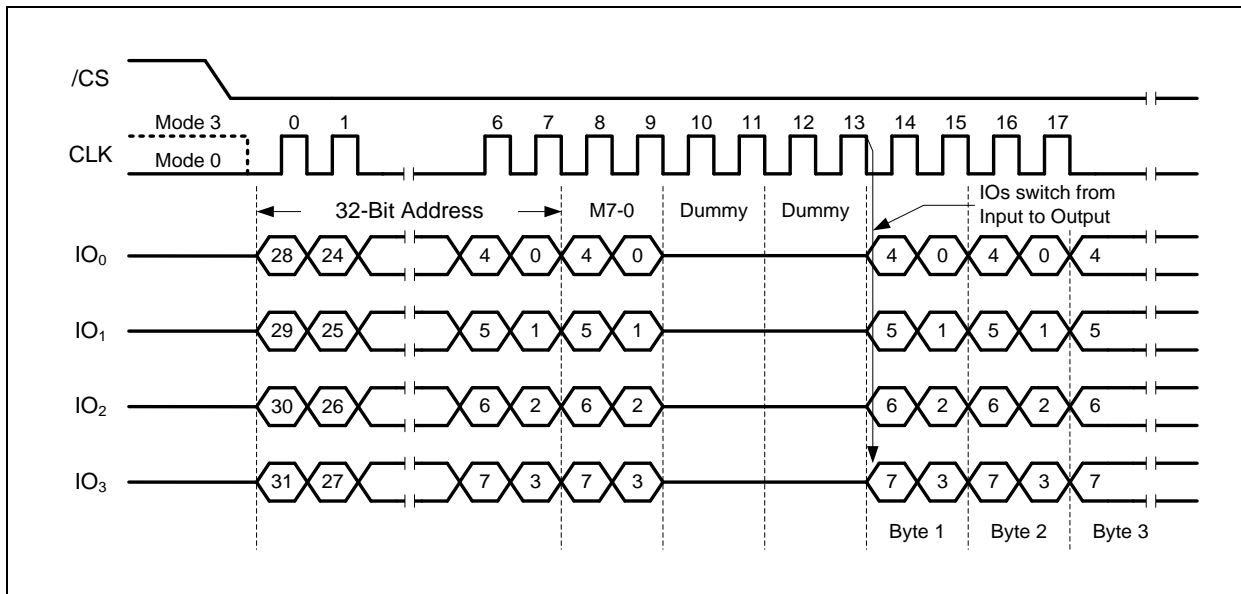 /CS
Mode 3 0 1 6 7 8 9 10 11 12 13 14 15 16 17
CLK
Mode 0
32-Bit Address M7-0 Dummy Dummy IOs switch from
Input to Output
IO₀ 28 24 4 0 4 0 4 0 4 0 4
IO₁ 29 25 5 1 5 1 5 1 5 1 5
IO₂ 30 26 6 2 6 2 6 2 6 2 6
IO₃ 31 27 7 3 7 3 7 3 7 3 7
Byte 1 Byte 2 Byte 3